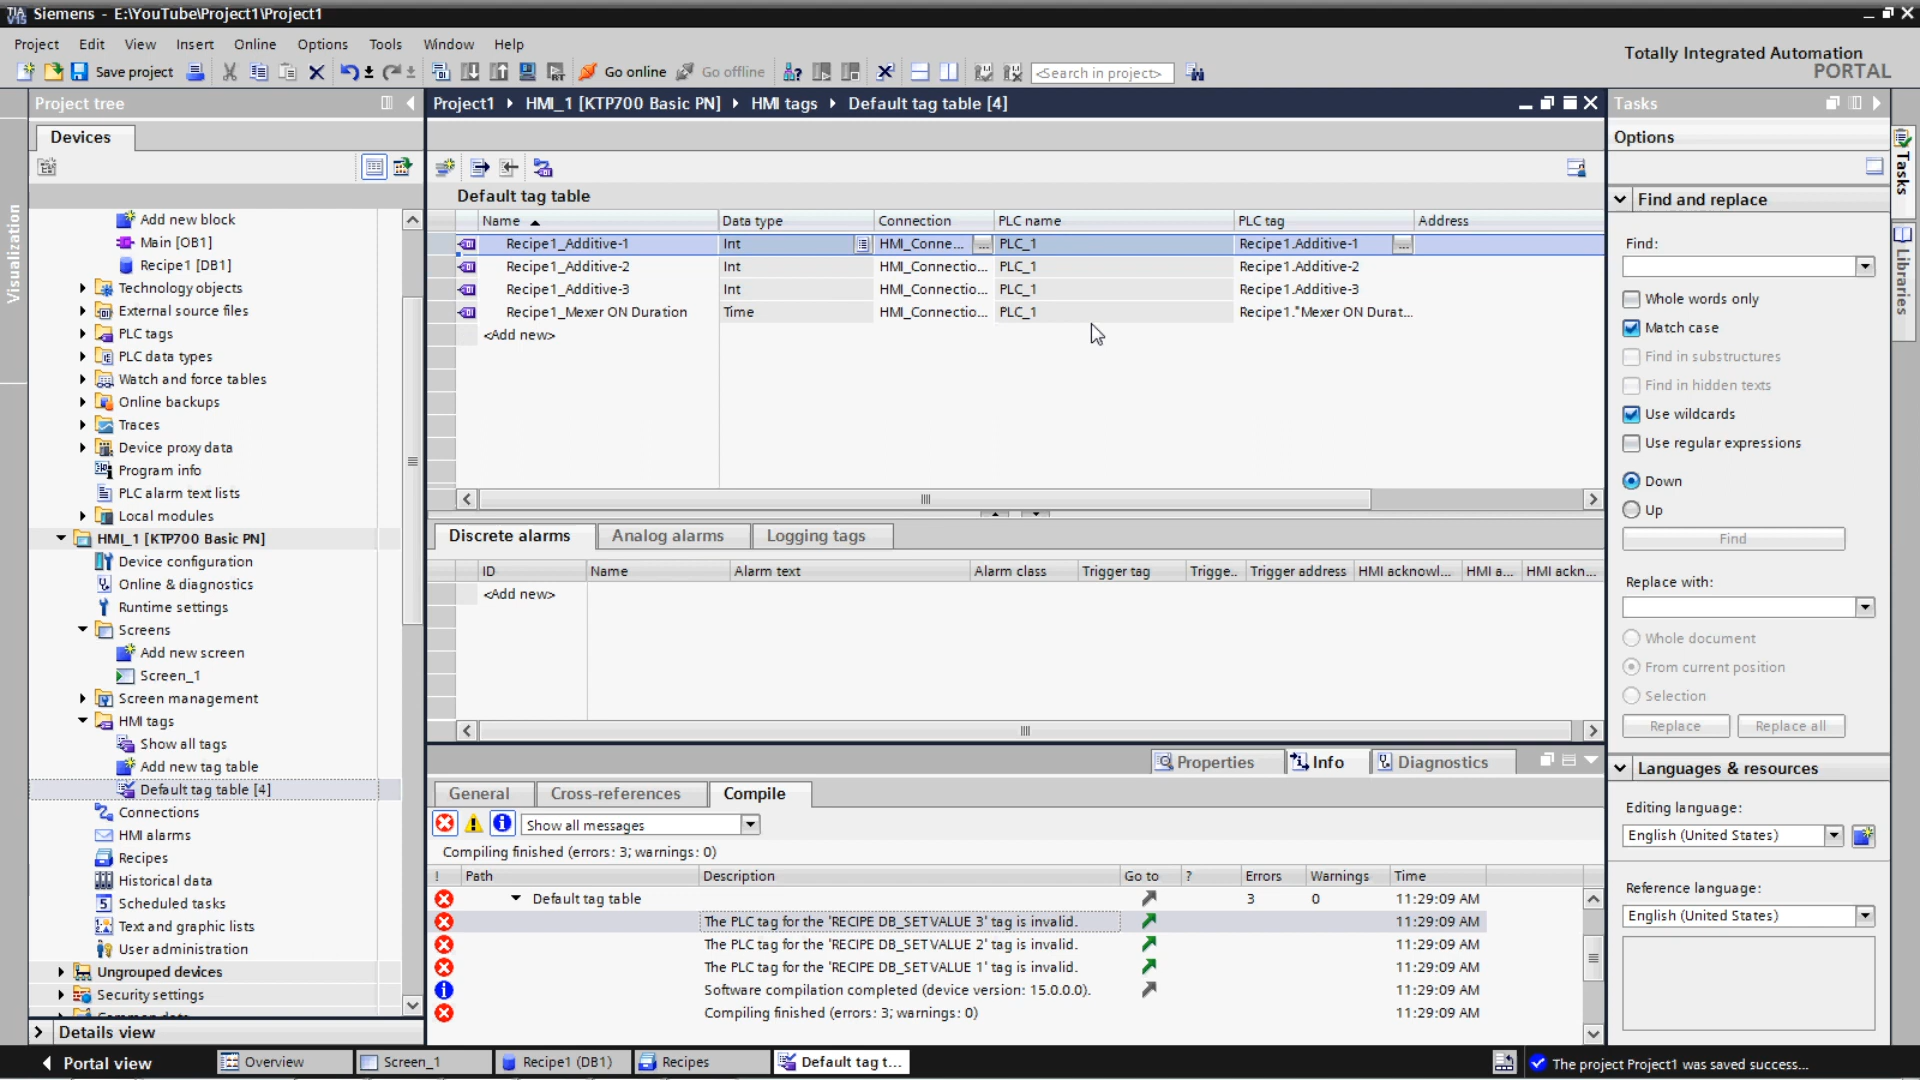 Siemens - E:\YouTube\Project1\Project1
Project Edit View Insert Online Options Tools Window Help
Save project Go online Go offline <Search in project>
Totally Integrated Automation
PORTAL
Project tree
Project1 HMI_1 [KTP700 Basic PN] HMI tags Default tag table [4]
Tasks
Devices
Options
Visualization
Tasks
Libraries
Add new block
Main [OB1]
Recipe1 [DB1]
Technology objects
External source files
PLC tags
PLC data types
Watch and force tables
Online backups
Traces
Device proxy data
Program info
PLC alarm text lists
Local modules
HMI_1 [KTP700 Basic PN]
Device configuration
Online & diagnostics
Runtime settings
Screens
Add new screen
Screen_1
Screen management
HMI tags
Show all tags
Add new tag table
Default tag table [4]
Connections
HMI alarms
Recipes
Historical data
Scheduled tasks
Text and graphic lists
User administration
Ungrouped devices
Security settings
Details view
Default tag table
Name Data type Connection PLC name PLC tag Address
Recipe1_Additive-1 Int HMI_Conne... ... PLC_1 Recipe1.Additive-1 ...
Recipe1_Additive-2 Int HMI_Connectio... PLC_1 Recipe1.Additive-2
Recipe1_Additive-3 Int HMI_Connectio... PLC_1 Recipe1.Additive-3
Recipe1_Mexer ON Duration Time HMI_Connectio... PLC_1 Recipe1."Mexer ON Durat...
<Add new>
Discrete alarms Analog alarms Logging tags
ID Name Alarm text Alarm class Trigger tag Trigge.. Trigger address HMI acknowl... HMI a... HMI ackn...
<Add new>
Properties Info Diagnostics
General Cross-references Compile
Show all messages
Compiling finished (errors: 3; warnings: 0)
! Path Description Go to ? Errors Warnings Time
Default tag table 3 0 11:29:09 AM
The PLC tag for the 'RECIPE DB_SETVALUE 3' tag is invalid. 11:29:09 AM
The PLC tag for the 'RECIPE DB_SETVALUE 2' tag is invalid. 11:29:09 AM
The PLC tag for the 'RECIPE DB_SETVALUE 1' tag is invalid. 11:29:09 AM
Software compilation completed (device version: 15.0.0.0). 11:29:09 AM
Compiling finished (errors: 3; warnings: 0) 11:29:09 AM
Find and replace
Find:
Whole words only
Match case
Find in substructures
Find in hidden texts
Use wildcards
Use regular expressions
Down
Up
Find
Replace with:
Whole document
From current position
Selection
Replace Replace all
Languages & resources
Editing language:
English (United States)
Reference language:
English (United States)
Portal view Overview Screen_1 Recipe1 (DB1) Recipes Default tag t... The project Project1 was saved success...